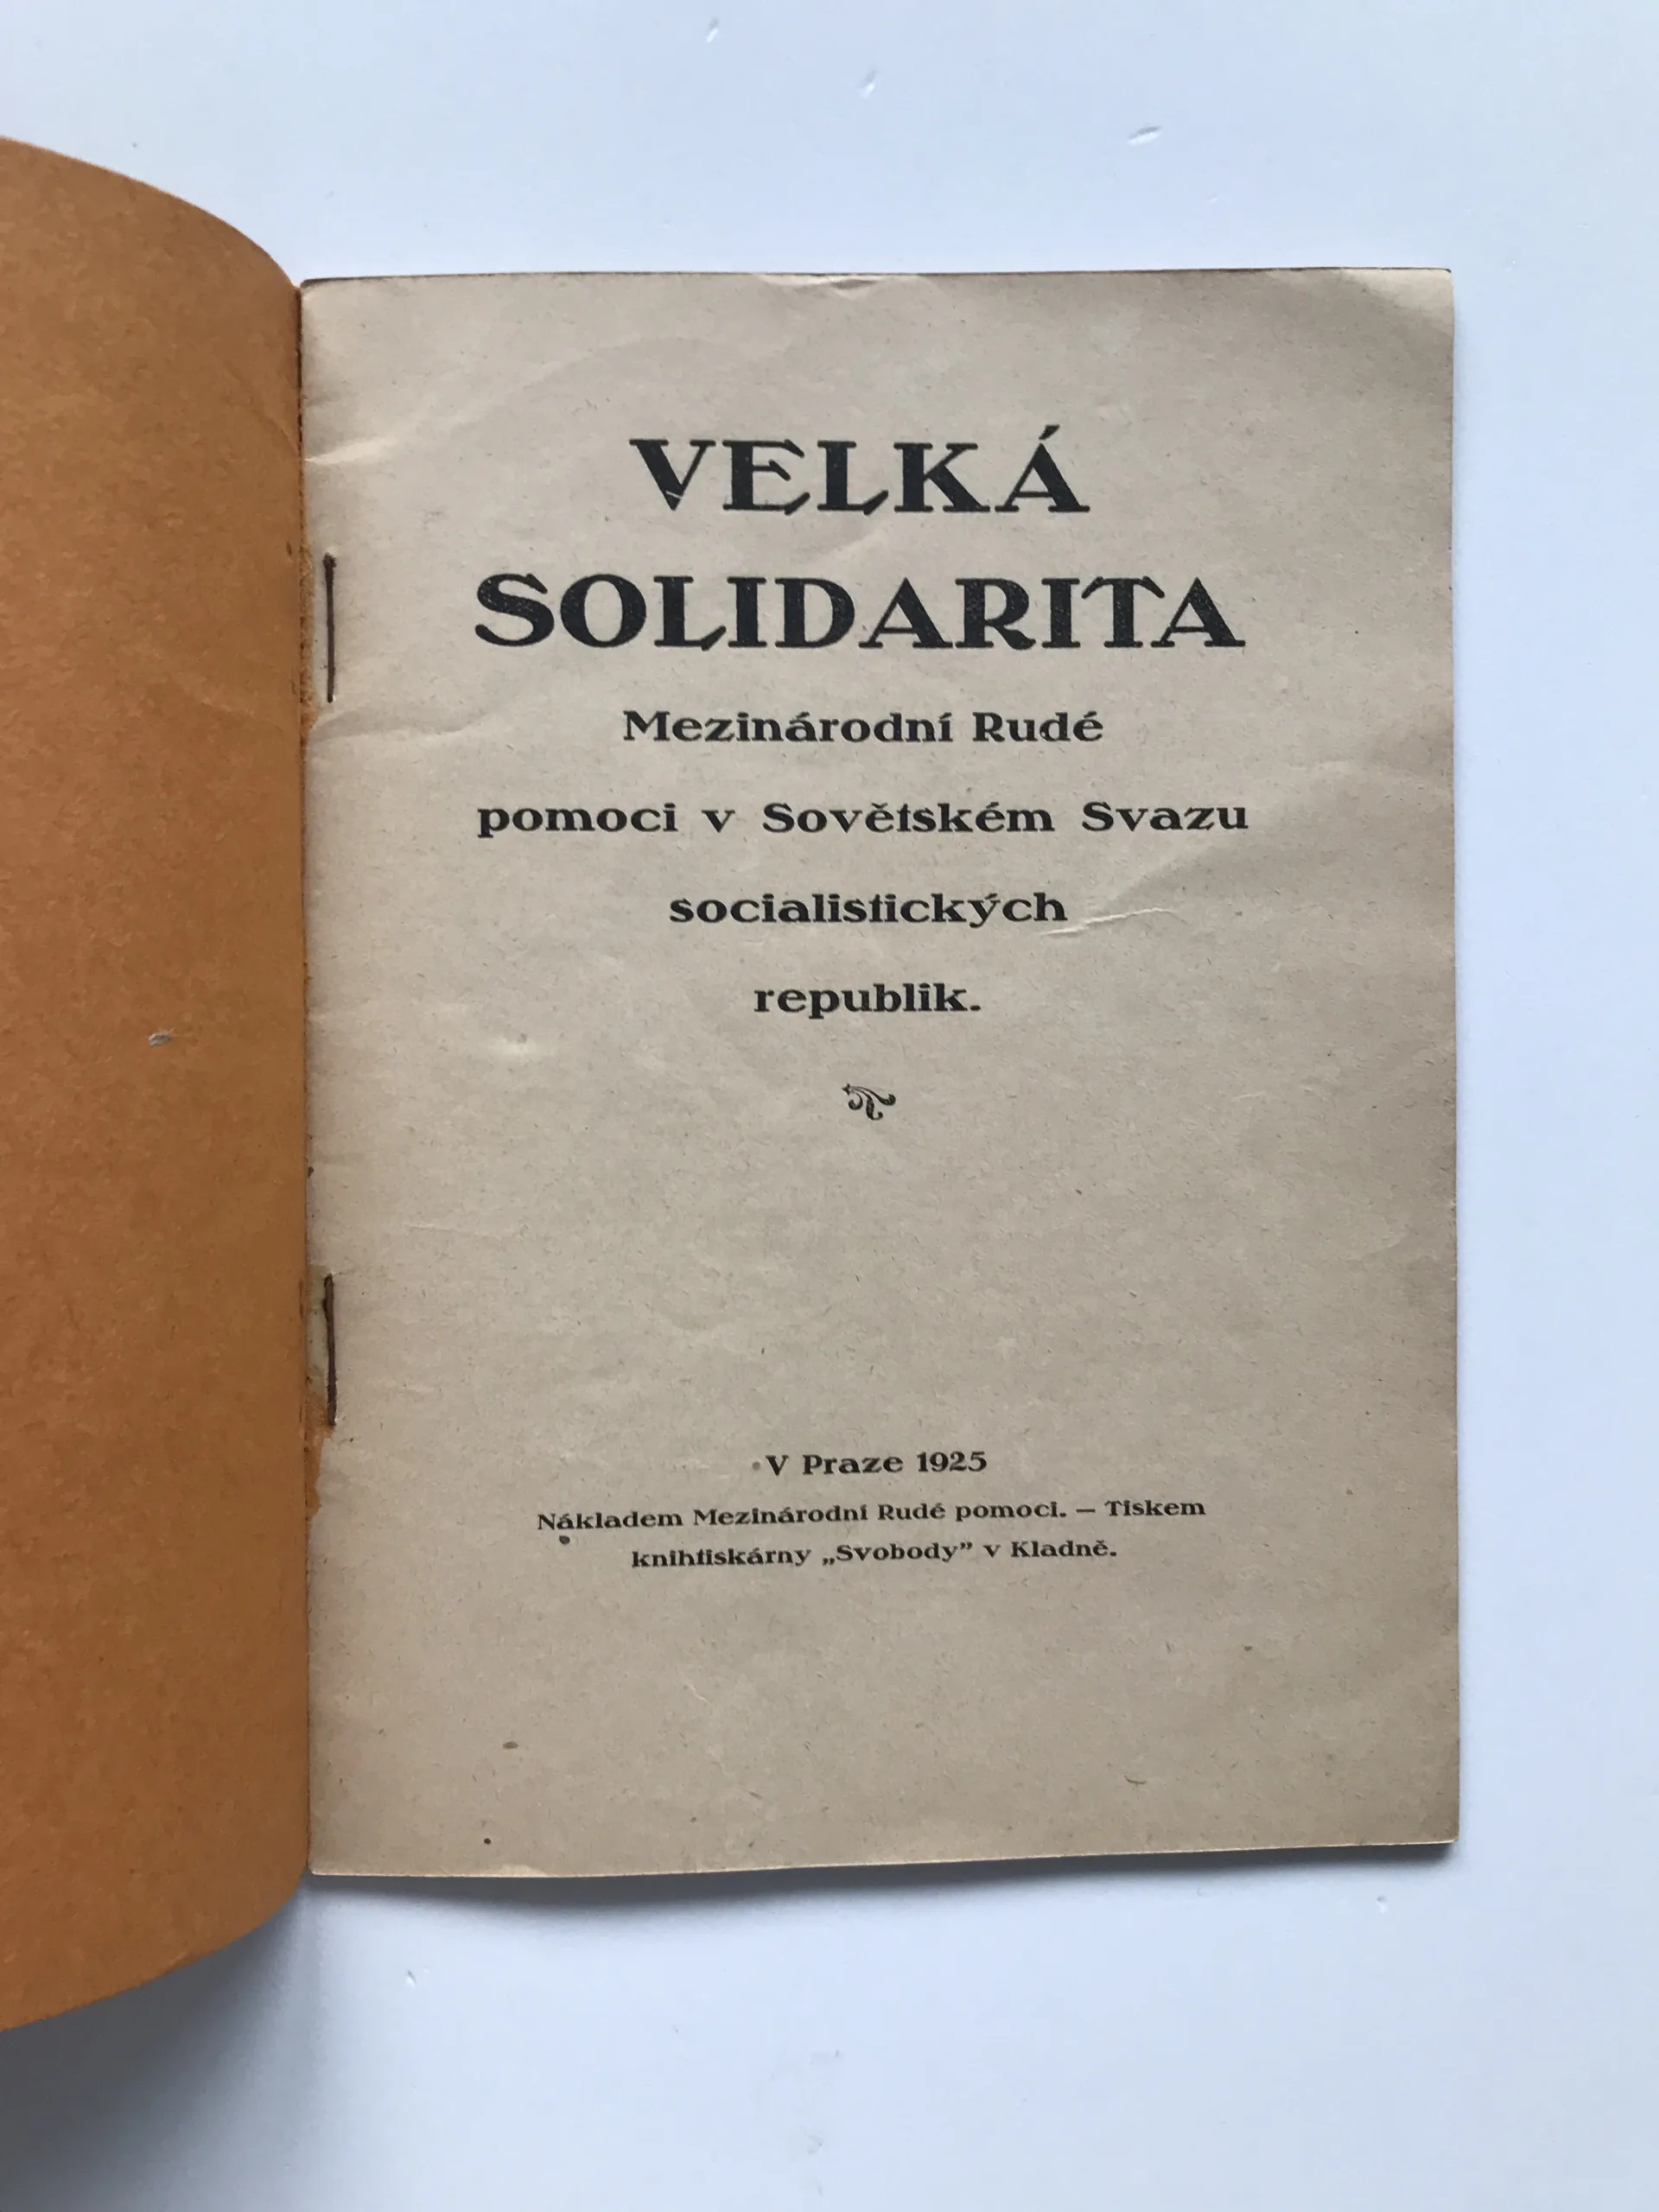 VELKÁ
SOLIDARITA
Mezinárodní Rudé
pomoci v Sovětském Svazu
socialistických
republik.
V Praze 1925
Nákladem Mezinárodní Rudé pomoci. — Tiskem
knihtiskárny „Svobody” v Kladně.